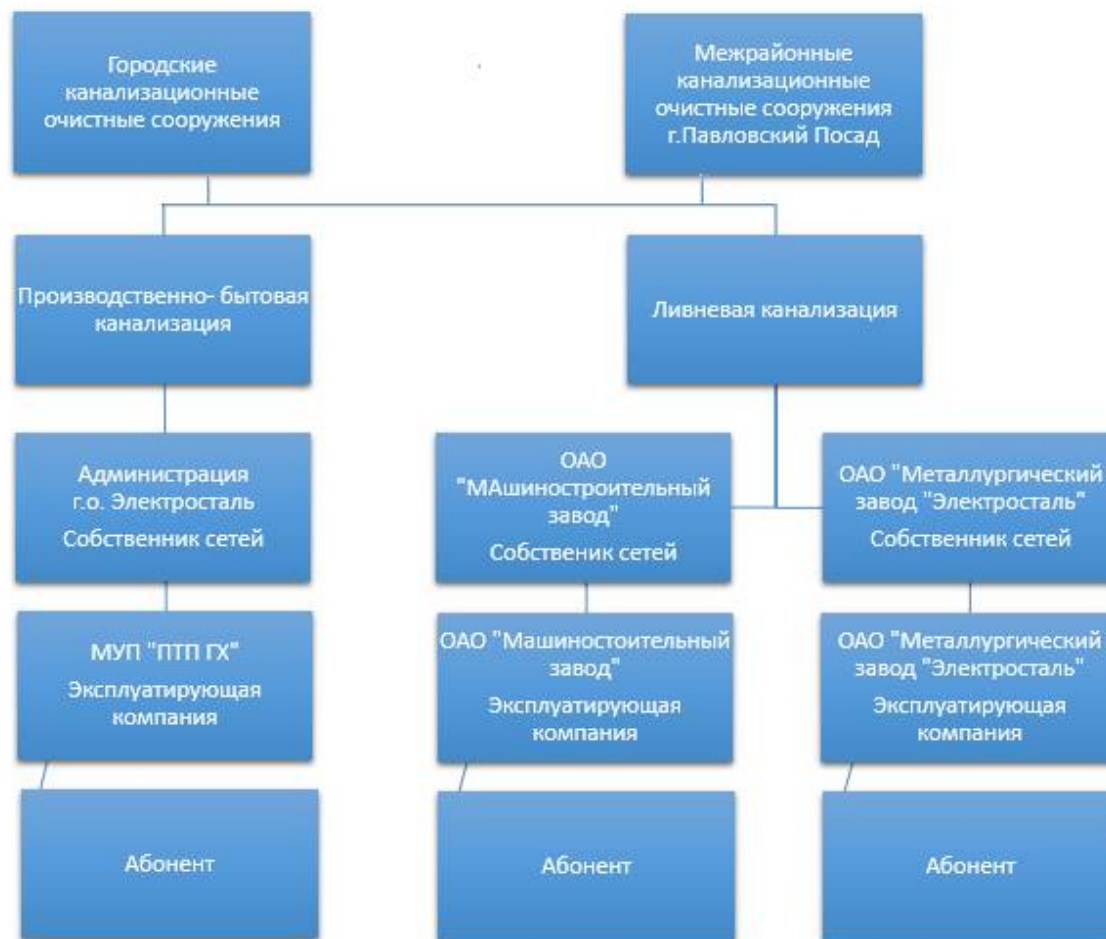 Городские
канализационные
очистные сооружения
Межрайонные
канализационные
очистные сооружения
г.Павловский Посад
Производственно- бытовая
канализация
Ливневая канализация
Администрация
г.о. Электросталь
Собственник сетей
ОАО
"МАшиностроительный
завод"
Собственик сетей
ОАО "Металлургический
завод "Электросталь"
Собственник сетей
МУП "ПТП ГХ"
Эксплуатирующая
компания
ОАО "Машиностоительный
завод"
Эксплуатирующая
компания
ОАО "Металлургический
завод "Электросталь"
Эксплуатирующая
компания
Абонент
Абонент
Абонент